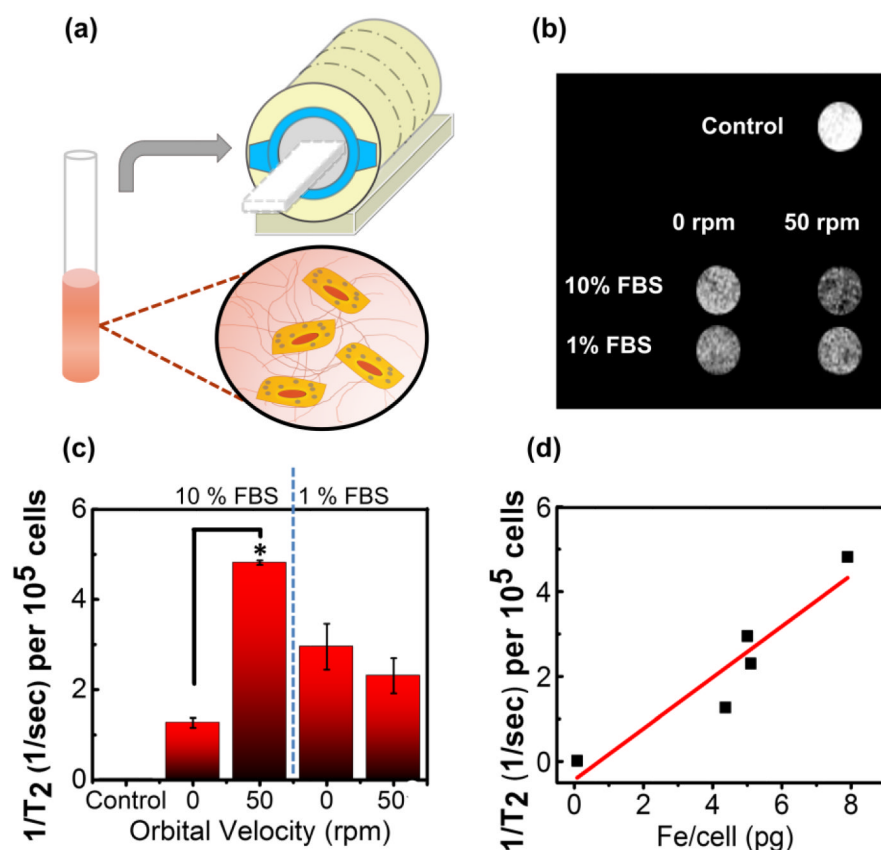 (a)
(b)
Control
0 rpm 50 rpm
10% FBS
1% FBS
(c)
1/T2 (1/sec) per 10^5 cells
10 % FBS 1 % FBS
6
4
2
0
*
Control 0 50 0 50
Orbital Velocity (rpm)
(d)
1/T2 (1/sec) per 10^5 cells
6
4
2
0
0 2 4 6 8
Fe/cell (pg)